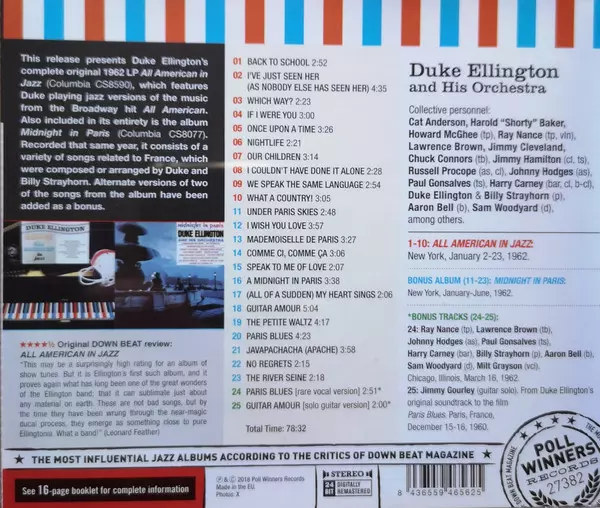 This release presents Duke Ellington's
complete original 1962 LP All American in
Jazz (Columbia CS8590), which features
Duke playing jazz versions of the music
from the Broadway hit All American.
Also included in its entirety is the album
Midnight in Paris (Columbia CS8077).
Recorded that same year, it consists of a
variety of songs related to France, which
were composed or arranged by Duke and
Billy Strayhorn. Alternate versions of two
of the songs from the album have been
added as a bonus.
DUKE ELLINGTON
midnight in paris
DUKE ELLINGTON
AND HIS ORCHESTRA
★★★★½ Original DOWN BEAT review:
ALL AMERICAN IN JAZZ
"This may be a surprisingly high rating for an album of
show tunes. But it is Ellington's first such album, and it
proves again what has long been one of the great wonders
of the Ellington band; that it can sublimate just about
any material on earth. These are not bad songs, but by
the time they have been wrung through the near-magic
ducal process, they emerge as something close to pure
Ellingtonia. What a band!" (Leonard Feather)
01 BACK TO SCHOOL 2:52
02 I'VE JUST SEEN HER
(AS NOBODY ELSE HAS SEEN HER) 4:35
03 WHICH WAY? 2:23
04 IF I WERE YOU 3:00
05 ONCE UPON A TIME 3:26
06 NIGHTLIFE 2:21
07 OUR CHILDREN 3:14
08 I COULDN'T HAVE DONE IT ALONE 2:28
09 WE SPEAK THE SAME LANGUAGE 2:54
10 WHAT A COUNTRY! 3:10
11 UNDER PARIS SKIES 2:48
12 I WISH YOU LOVE 3:57
13 MADEMOISELLE DE PARIS 3:27
14 COMME CI, COMME ÇA 3:06
15 SPEAK TO ME OF LOVE 2:20
16 A MIDNIGHT IN PARIS 3:38
17 (ALL OF A SUDDEN) MY HEART SINGS 2:06
18 GUITAR AMOUR 5:04
19 THE PETITE WALTZ 4:17
20 PARIS BLUES 4:23
21 JAVAPACHACHA (APACHE) 3:58
22 NO REGRETS 2:15
23 THE RIVER SEINE 2:18
24 PARIS BLUES [rare vocal version] 2:51*
25 GUITAR AMOUR [solo guitar version] 2:00*
Total Time: 78:32
Duke Ellington
and His Orchestra
Collective personnel:
Cat Anderson, Harold "Shorty" Baker,
Howard McGhee (tp), Ray Nance (tp, vln),
Lawrence Brown, Jimmy Cleveland,
Chuck Connors (tb), Jimmy Hamilton (cl, ts),
Russell Procope (as, cl), Johnny Hodges (as),
Paul Gonsalves (ts), Harry Carney (bar, cl, b-cl),
Duke Ellington & Billy Strayhorn (p),
Aaron Bell (b), Sam Woodyard (d),
among others.
1-10: ALL AMERICAN IN JAZZ:
New York, January 2-23, 1962.
BONUS ALBUM (11-23): MIDNIGHT IN PARIS:
New York, January-June, 1962.
*BONUS TRACKS (24-25):
24: Ray Nance (tp), Lawrence Brown (tb),
Johnny Hodges (as), Paul Gonsalves (ts),
Harry Carney (bar), Billy Strayhorn (p), Aaron Bell (b),
Sam Woodyard (d), Milt Grayson (vcl).
Chicago, Illinois, March 16, 1962.
25: Jimmy Gourley (guitar solo). From Duke Ellington's
original soundtrack to the film
Paris Blues. Paris, France,
December 15-16, 1960.
THE MOST INFLUENTIAL JAZZ ALBUMS ACCORDING TO THE CRITICS OF DOWN BEAT MAGAZINE
POLL
WINNERS
RECORDS
27382
See 16-page booklet for complete information
Ⓟ & © 2018 Poll Winners Records
Made in the EU
Photos: X
STEREO
24 BIT DIGITALLY REMASTERED
8 436559 465625